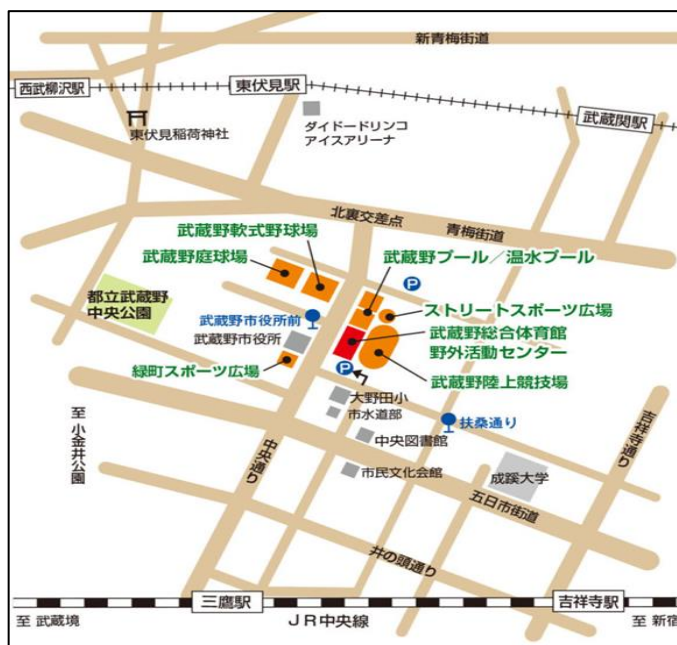 新青梅街道
西武柳沢駅
東伏見駅
武蔵関駅
東伏見稲荷神社
ダイドードリンコ
アイスアリーナ
北裏交差点
青梅街道
武蔵野軟式野球場
武蔵野庭球場
武蔵野プール／温水プール
P
都立武蔵野
中央公園
武蔵野市役所前
武蔵野市役所
ストリートスポーツ広場
武蔵野総合体育館
野外活動センター
緑町スポーツ広場
P
武蔵野陸上競技場
大野田小
市水道部
扶桑通り
吉祥寺通り
至 小金井公園
中央通り
中央図書館
市民文化会館
成蹊大学
五日市街道
井の頭通り
三鷹駅
吉祥寺駅
至 武蔵境
JR中央線
至 新宿